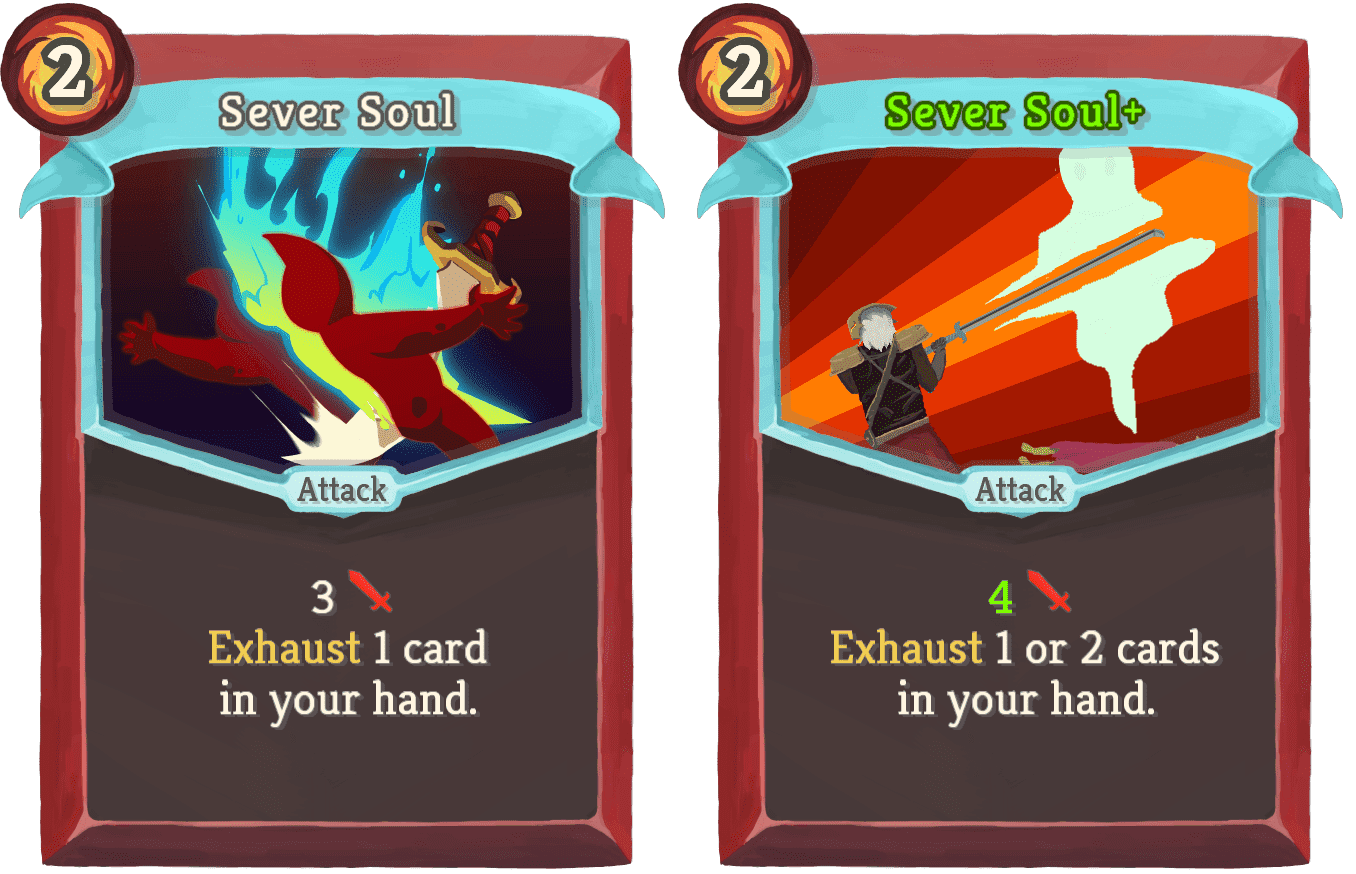 2
Sever Soul
Attack
3
Exhaust 1 card
in your hand.
2
Sever Soul+
Attack
4
Exhaust 1 or 2 cards
in your hand.